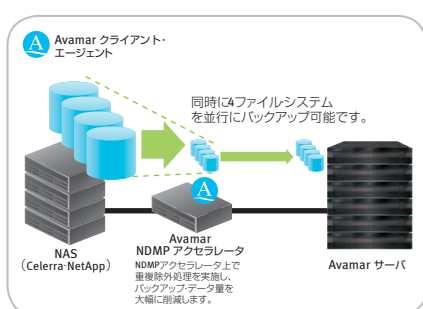 Avamar クライアント・
エージェント
同時に4ファイルシステム
を並行にバックアップ可能です。
NAS
（Celerra・NetApp）
Avamar
NDMP アクセラレータ
NDMPアクセラレータ上で
重複除外処理を実施し、
バックアップ・データ量を
大幅に削減します。
Avamar サーバ